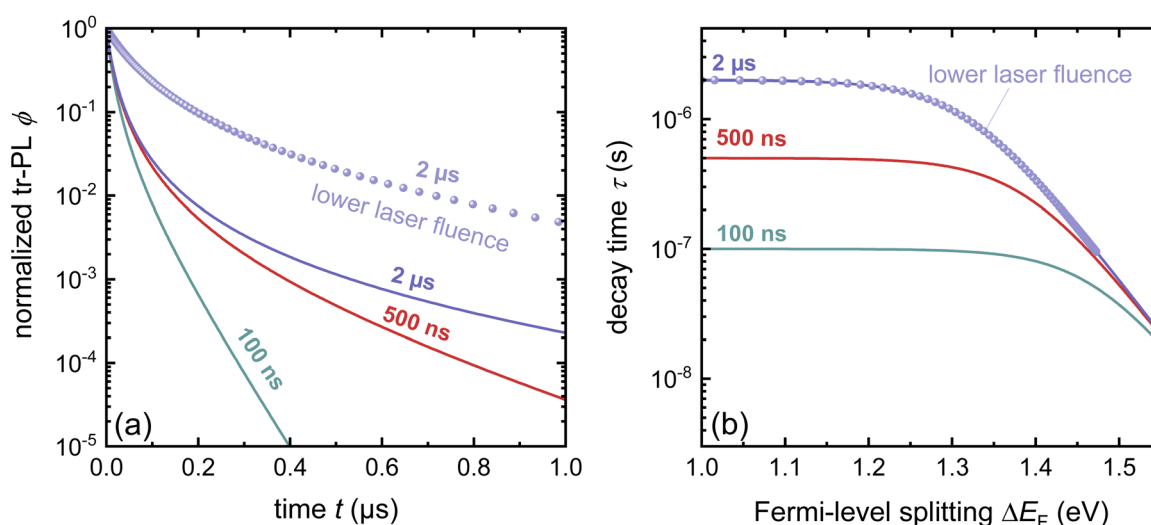 10⁰
10⁻¹
10⁻²
10⁻³
10⁻⁴
10⁻⁵
normalized tr-PL ϕ
2 µs
lower laser fluence
2 µs
500 ns
100 ns
(a)
0.0 0.2 0.4 0.6 0.8 1.0
time t (µs)
10⁻⁶
10⁻⁷
10⁻⁸
decay time τ (s)
2 µs
lower laser fluence
500 ns
100 ns
(b)
1.0 1.1 1.2 1.3 1.4 1.5
Fermi-level splitting ΔE_F (eV)